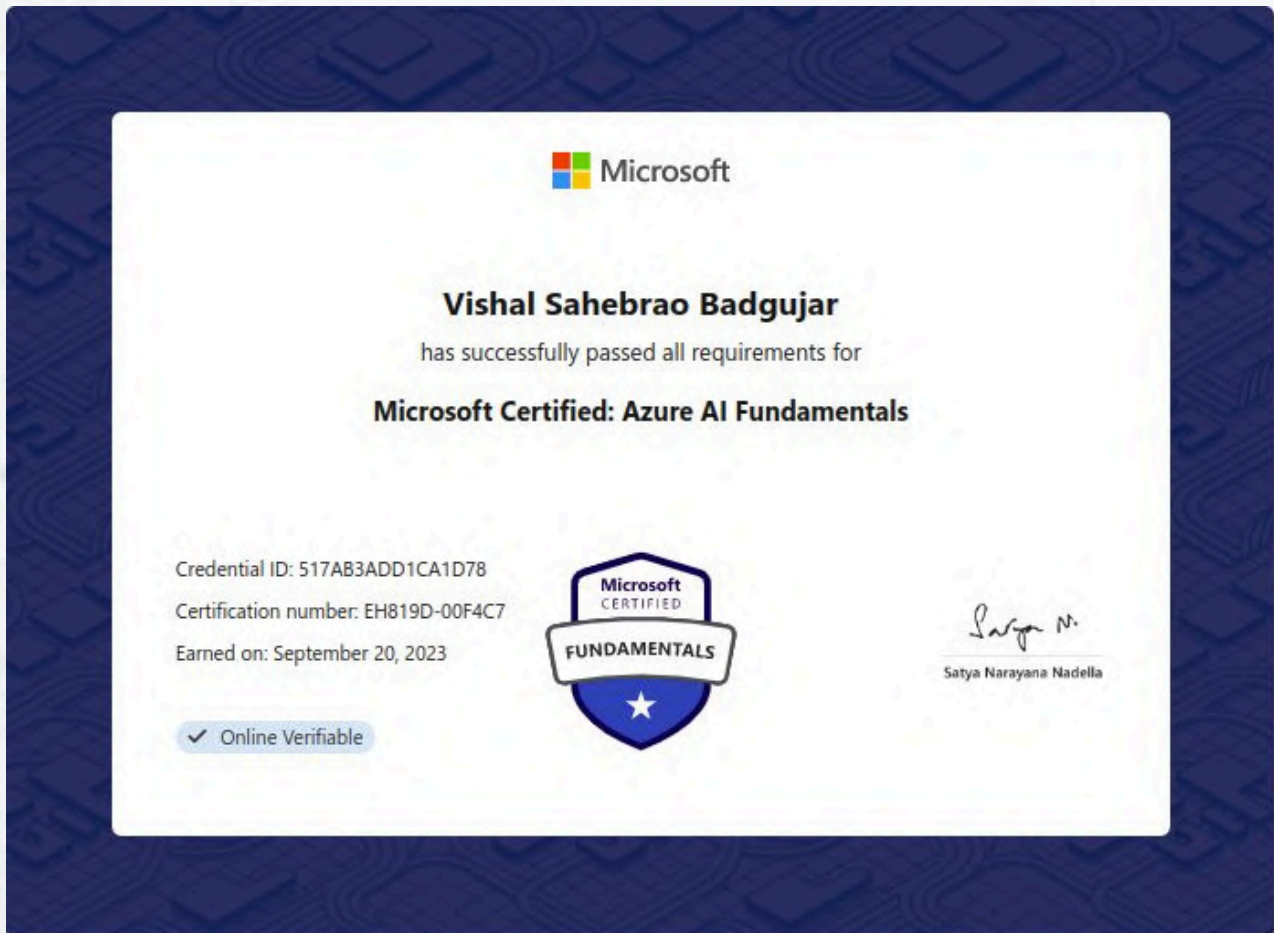 Microsoft
Vishal Sahebrao Badgujar
has successfully passed all requirements for
Microsoft Certified: Azure AI Fundamentals
Credential ID: 517AB3ADD1CA1D78
Certification number: EH819D-00F4C7
Earned on: September 20, 2023
Online Verifiable
Microsoft
CERTIFIED
FUNDAMENTALS
Satya N.
Satya Narayana Nadella